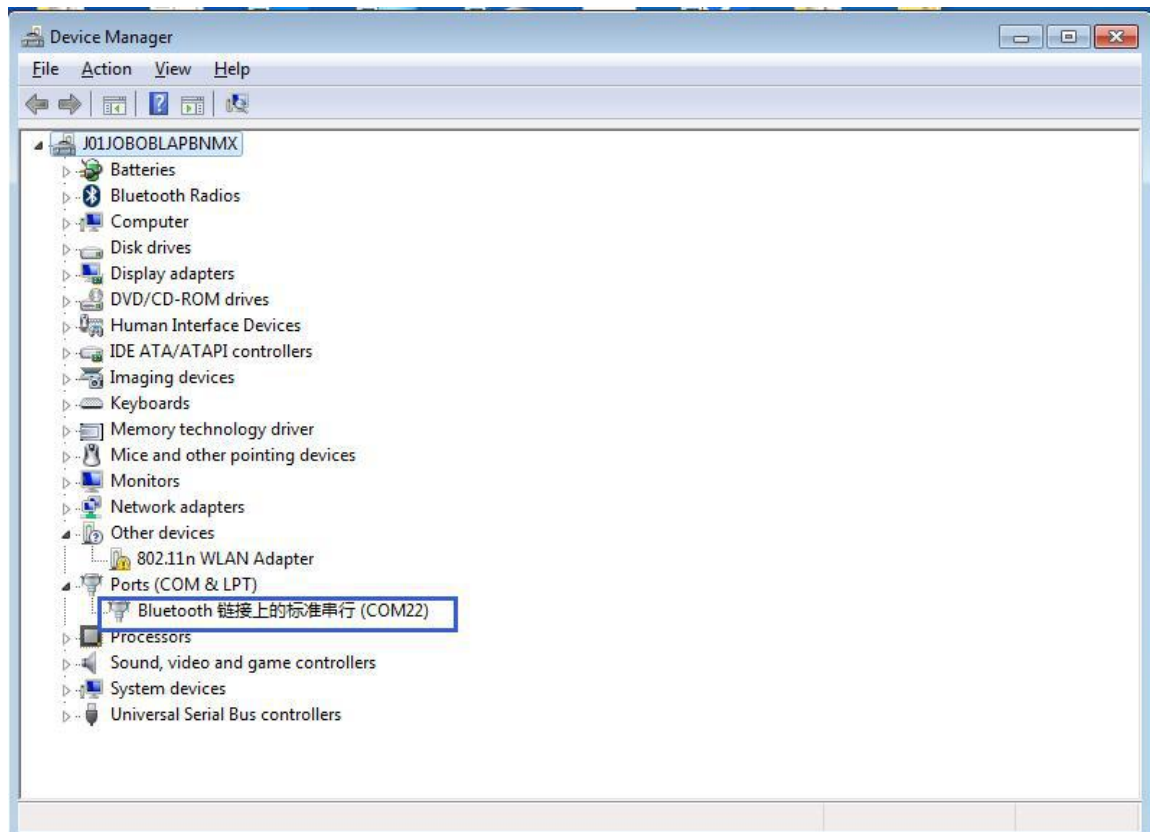 Device Manager
File Action View Help
J01JOBOBLAPBNMX
Batteries
Bluetooth Radios
Computer
Disk drives
Display adapters
DVD/CD-ROM drives
Human Interface Devices
IDE ATA/ATAPI controllers
Imaging devices
Keyboards
Memory technology driver
Mice and other pointing devices
Monitors
Network adapters
Other devices
802.11n WLAN Adapter
Ports (COM & LPT)
Bluetooth 链接上的标准串行 (COM22)
Processors
Sound, video and game controllers
System devices
Universal Serial Bus controllers